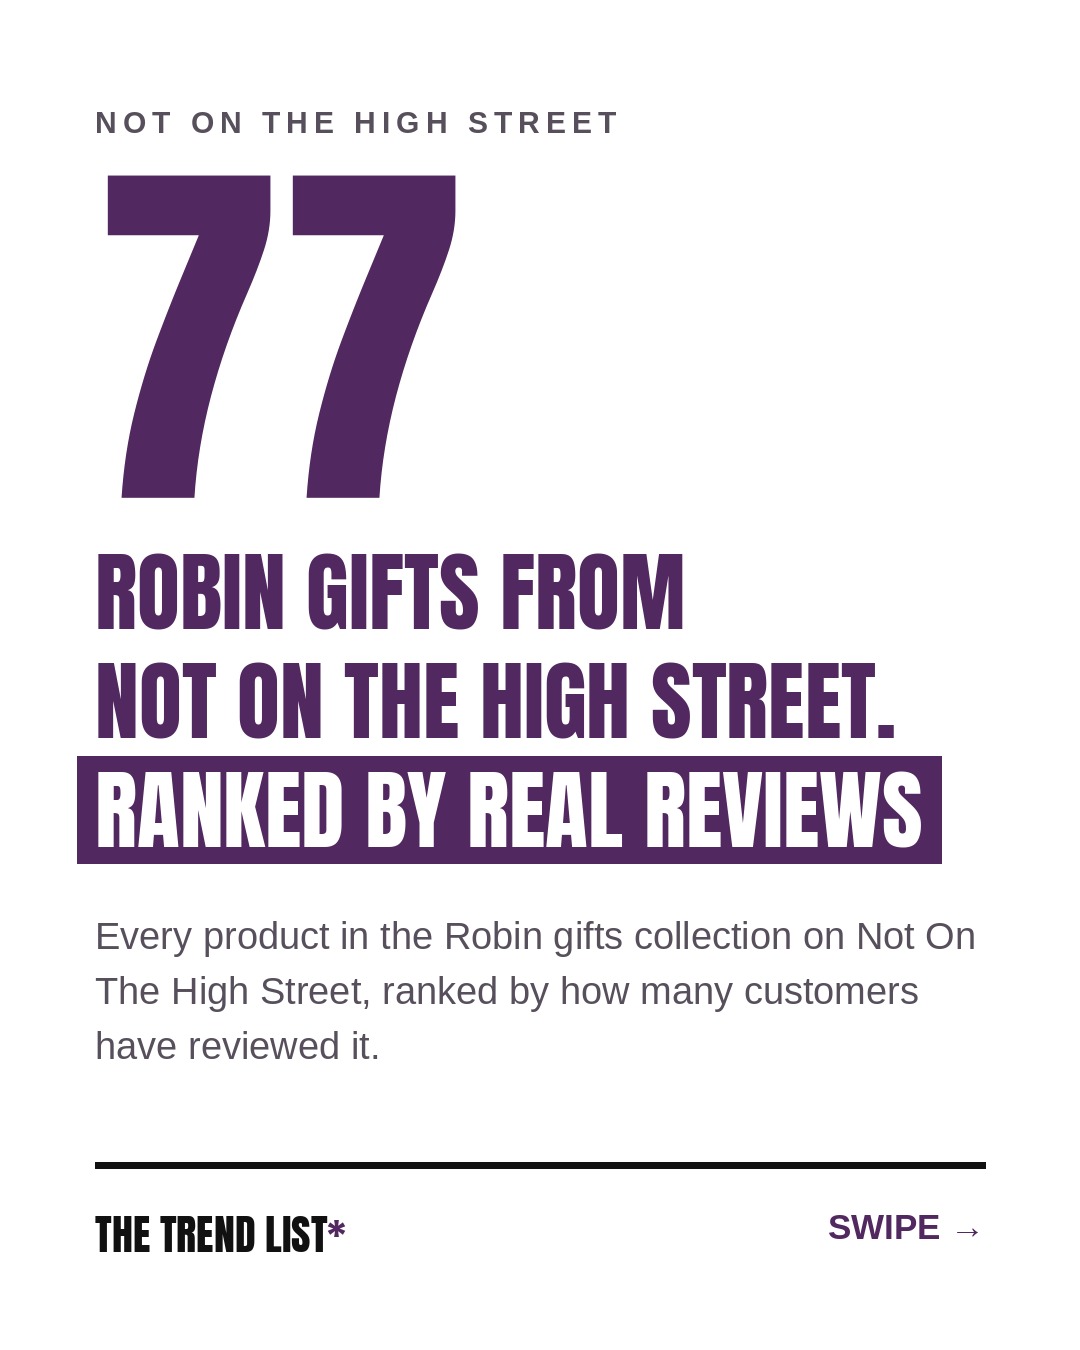 NOT ON THE HIGH STREET
77
ROBIN GIFTS FROM
NOT ON THE HIGH STREET.
RANKED BY REAL REVIEWS
Every product in the Robin gifts collection on Not On
The High Street, ranked by how many customers
have reviewed it.
THE TREND LIST*
SWIPE →